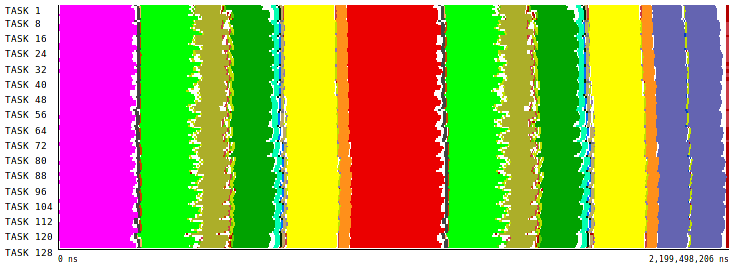 TASK 1
TASK 8
TASK 16
TASK 24
TASK 32
TASK 40
TASK 48
TASK 56
TASK 64
TASK 72
TASK 80
TASK 88
TASK 96
TASK 104
TASK 112
TASK 120
TASK 128
0 ns 2,199,498,206 ns